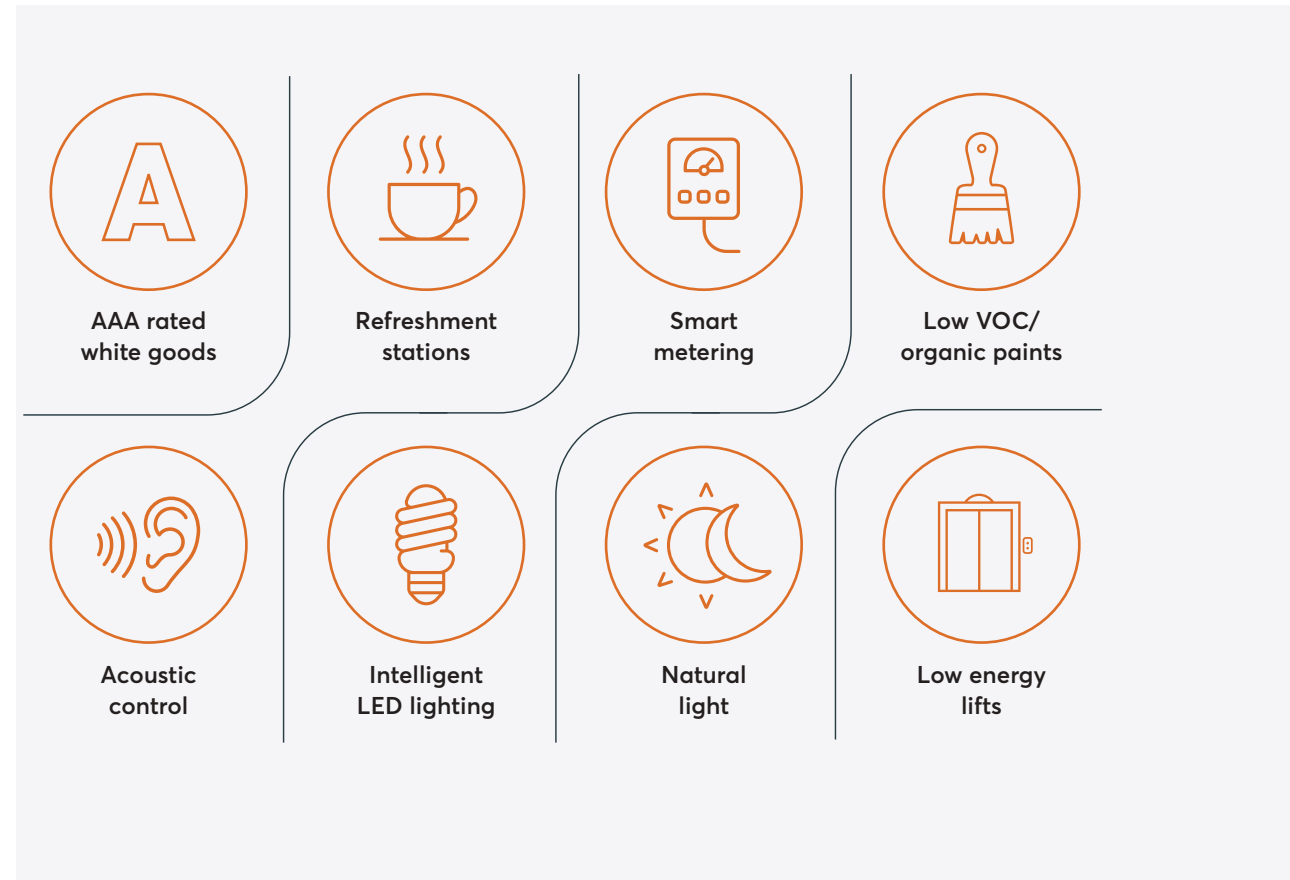 AAA rated
white goods
Refreshment
stations
Smart
metering
Low VOC/
organic paints
Acoustic
control
Intelligent
LED lighting
Natural
light
Low energy
lifts